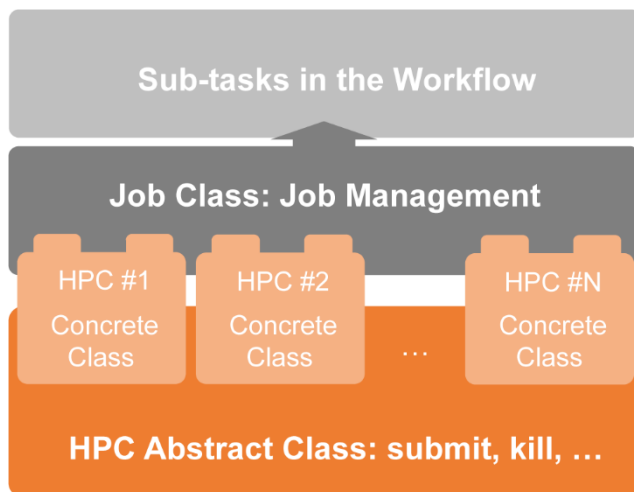 Sub-tasks in the Workflow
Job Class: Job Management
HPC #1
Concrete
Class
HPC #2
Concrete
Class
…
HPC #N
Concrete
Class
HPC Abstract Class: submit, kill, …